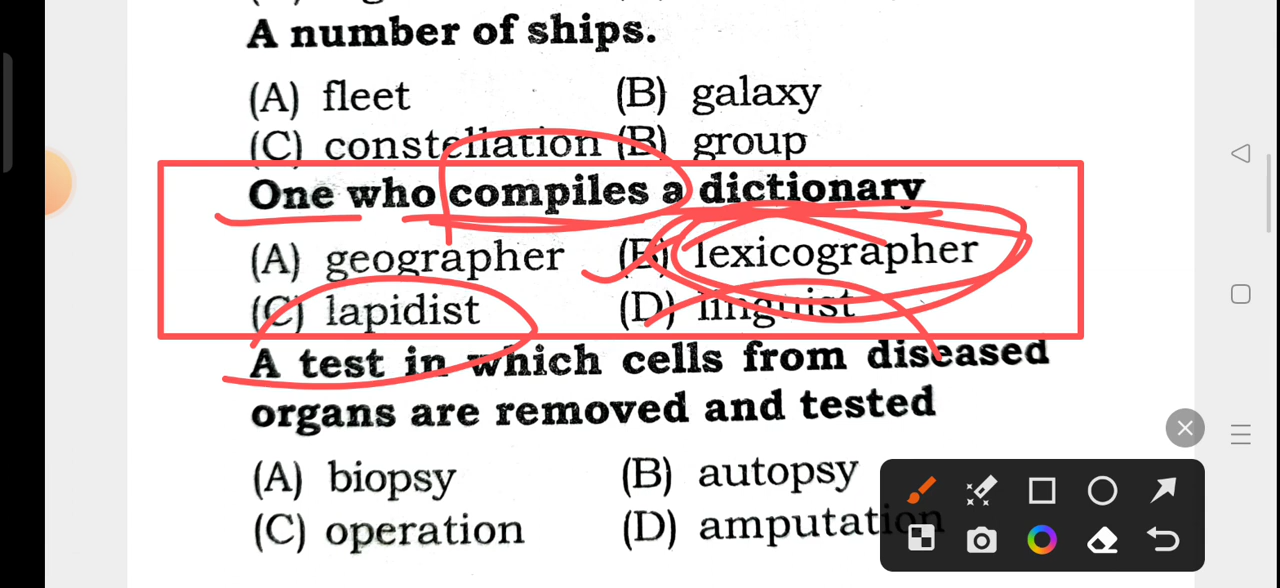 A number of ships.
(A) fleet (B) galaxy
(C) constellation (B) group
One who compiles a dictionary
(A) geographer (B) lexicographer
(C) lapidist (D) linguist
A test in which cells from diseased
organs are removed and tested
(A) biopsy (B) autopsy
(C) operation (D) amputation